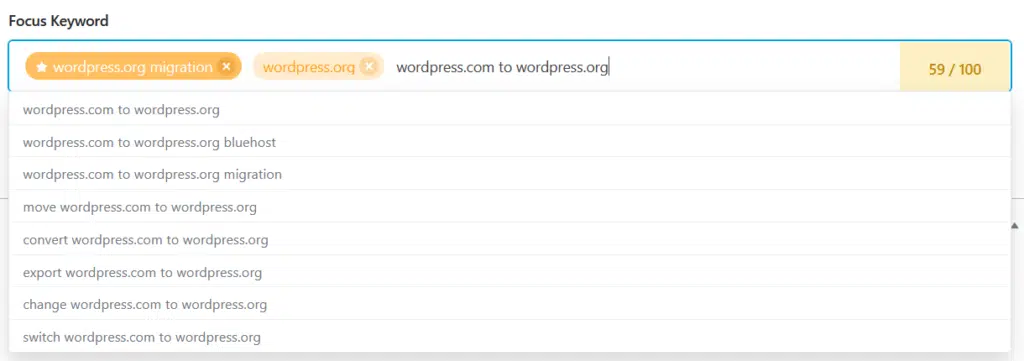 Focus Keyword
wordpress.org migration wordpress.org wordpress.com to wordpress.org 59 / 100
wordpress.com to wordpress.org
wordpress.com to wordpress.org bluehost
wordpress.com to wordpress.org migration
move wordpress.com to wordpress.org
convert wordpress.com to wordpress.org
export wordpress.com to wordpress.org
change wordpress.com to wordpress.org
switch wordpress.com to wordpress.org